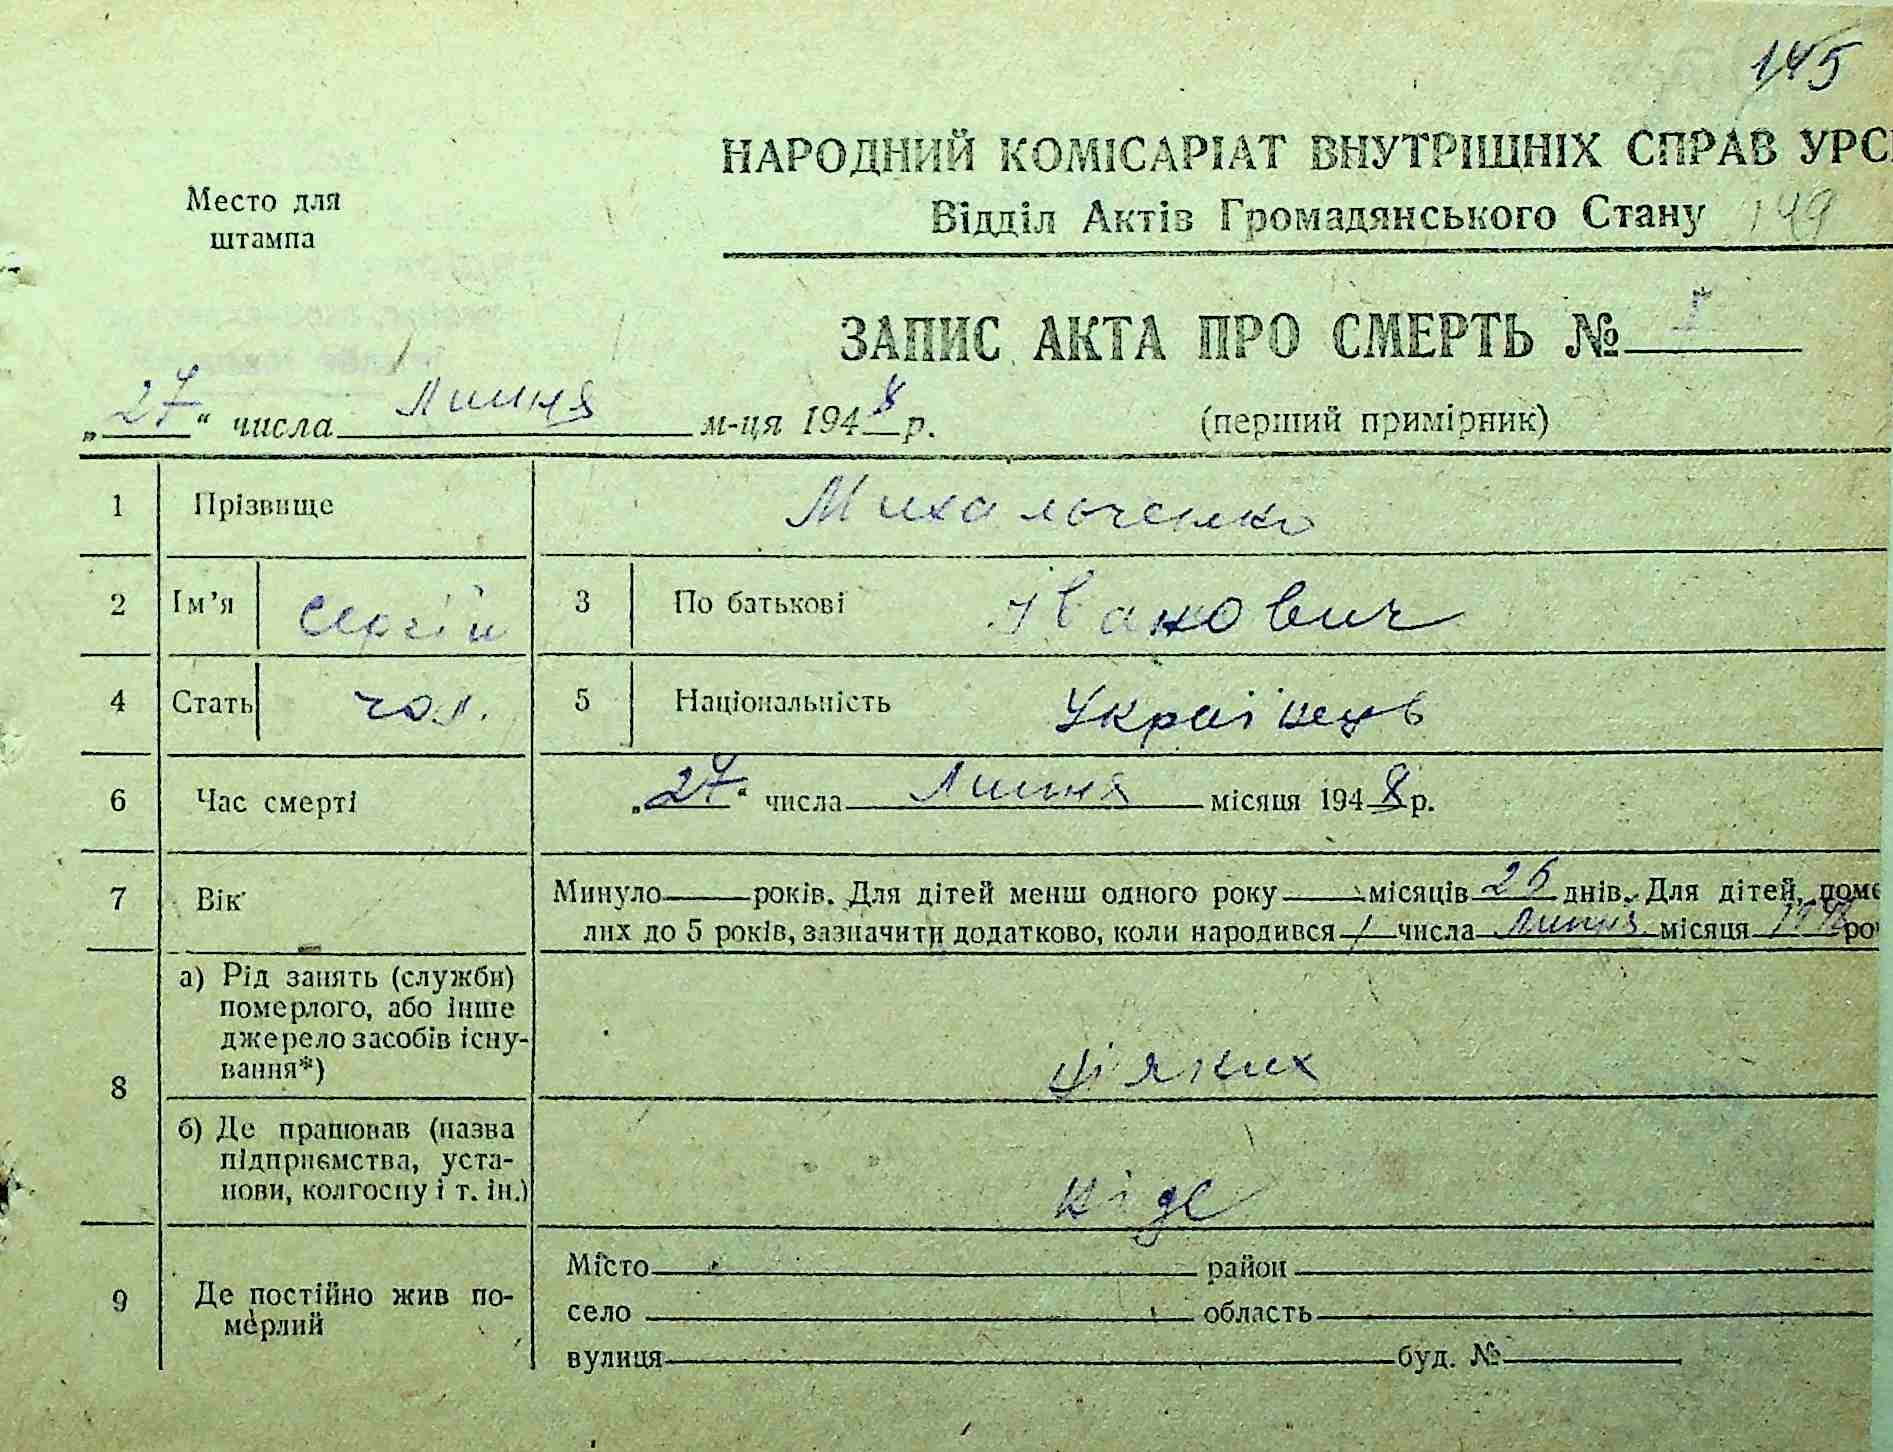 145
НАРОДНИЙ КОМІСАРІАТ ВНУТРІШНІХ СПРАВ УРС
Место для
штампа
Відділ Актів Громадянського Стану 149
ЗАПИС АКТА ПРО СМЕРТЬ №
„27“ числа Липня м-ця 1948 р.
(перший примірник)
1 Прізвище Михальченко
2 Ім’я Сергій 3 По батькові Іванович
4 Стать чол. 5 Національність Українець
6 Час смерті „27“ числа Липня місяця 1948 р.
7 Вік Минуло років. Для дітей менш одного року місяців 26 днів. Для дітей, поме
лих до 5 років, зазначити додатково, коли народився 1 числа Липня місяця 1948 ро
8 а) Рід занять (служби)
померлого, або інше
джерело засобів існу-
вання*) ніяких
б) Де працював (назва
підприємства, уста-
нови, колгоспу і т. ін.) ніде
9 Де постійно жив по-
мерлий
Місто район
село область
вулиця буд. №